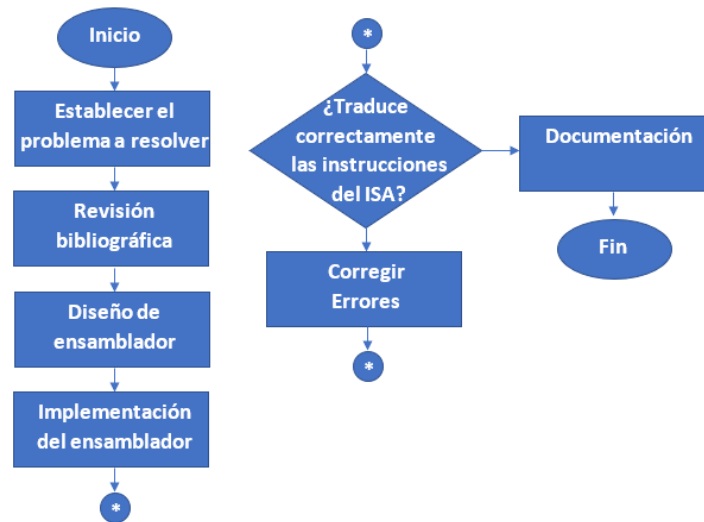 Inicio
Establecer el
problema a resolver
Revisión
bibliográfica
Diseño de
ensamblador
Implementación
del ensamblador
*
*
¿Traduce
correctamente
las instrucciones
del ISA?
Corregir
Errores
*
Documentación
Fin